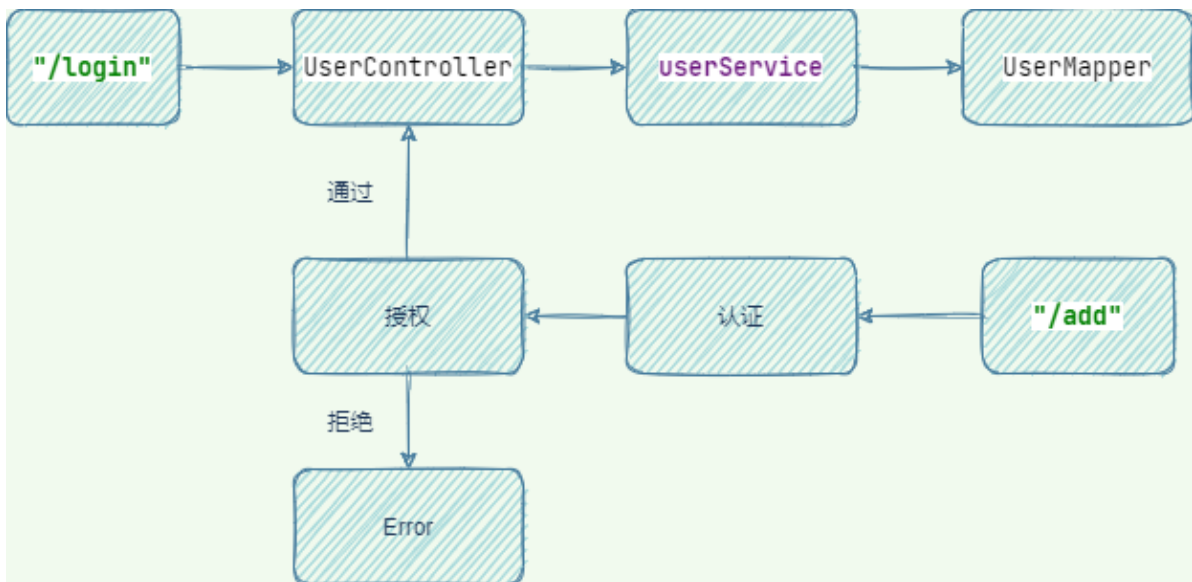 "/login"
UserController
userService
UserMapper
通过
授权
认证
"/add"
拒绝
Error